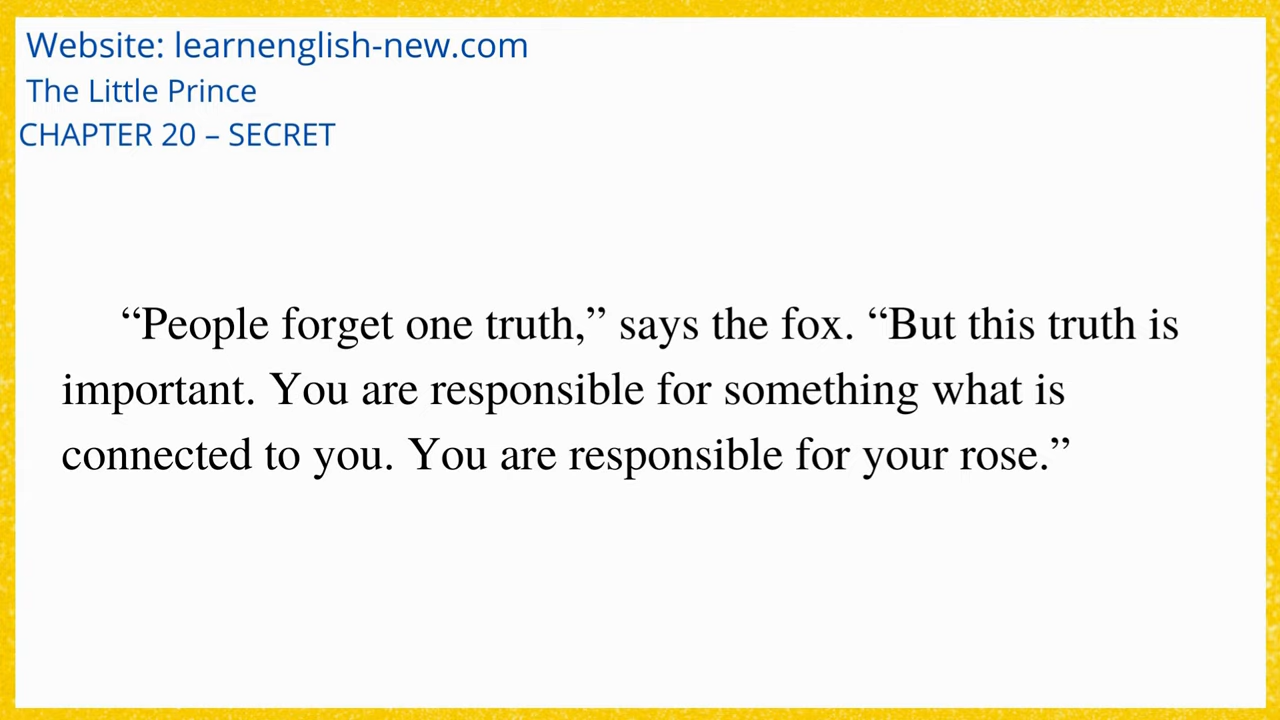 Website: learnenglish-new.com
The Little Prince
CHAPTER 20 – SECRET
“People forget one truth,” says the fox. “But this truth is
important. You are responsible for something what is
connected to you. You are responsible for your rose.”